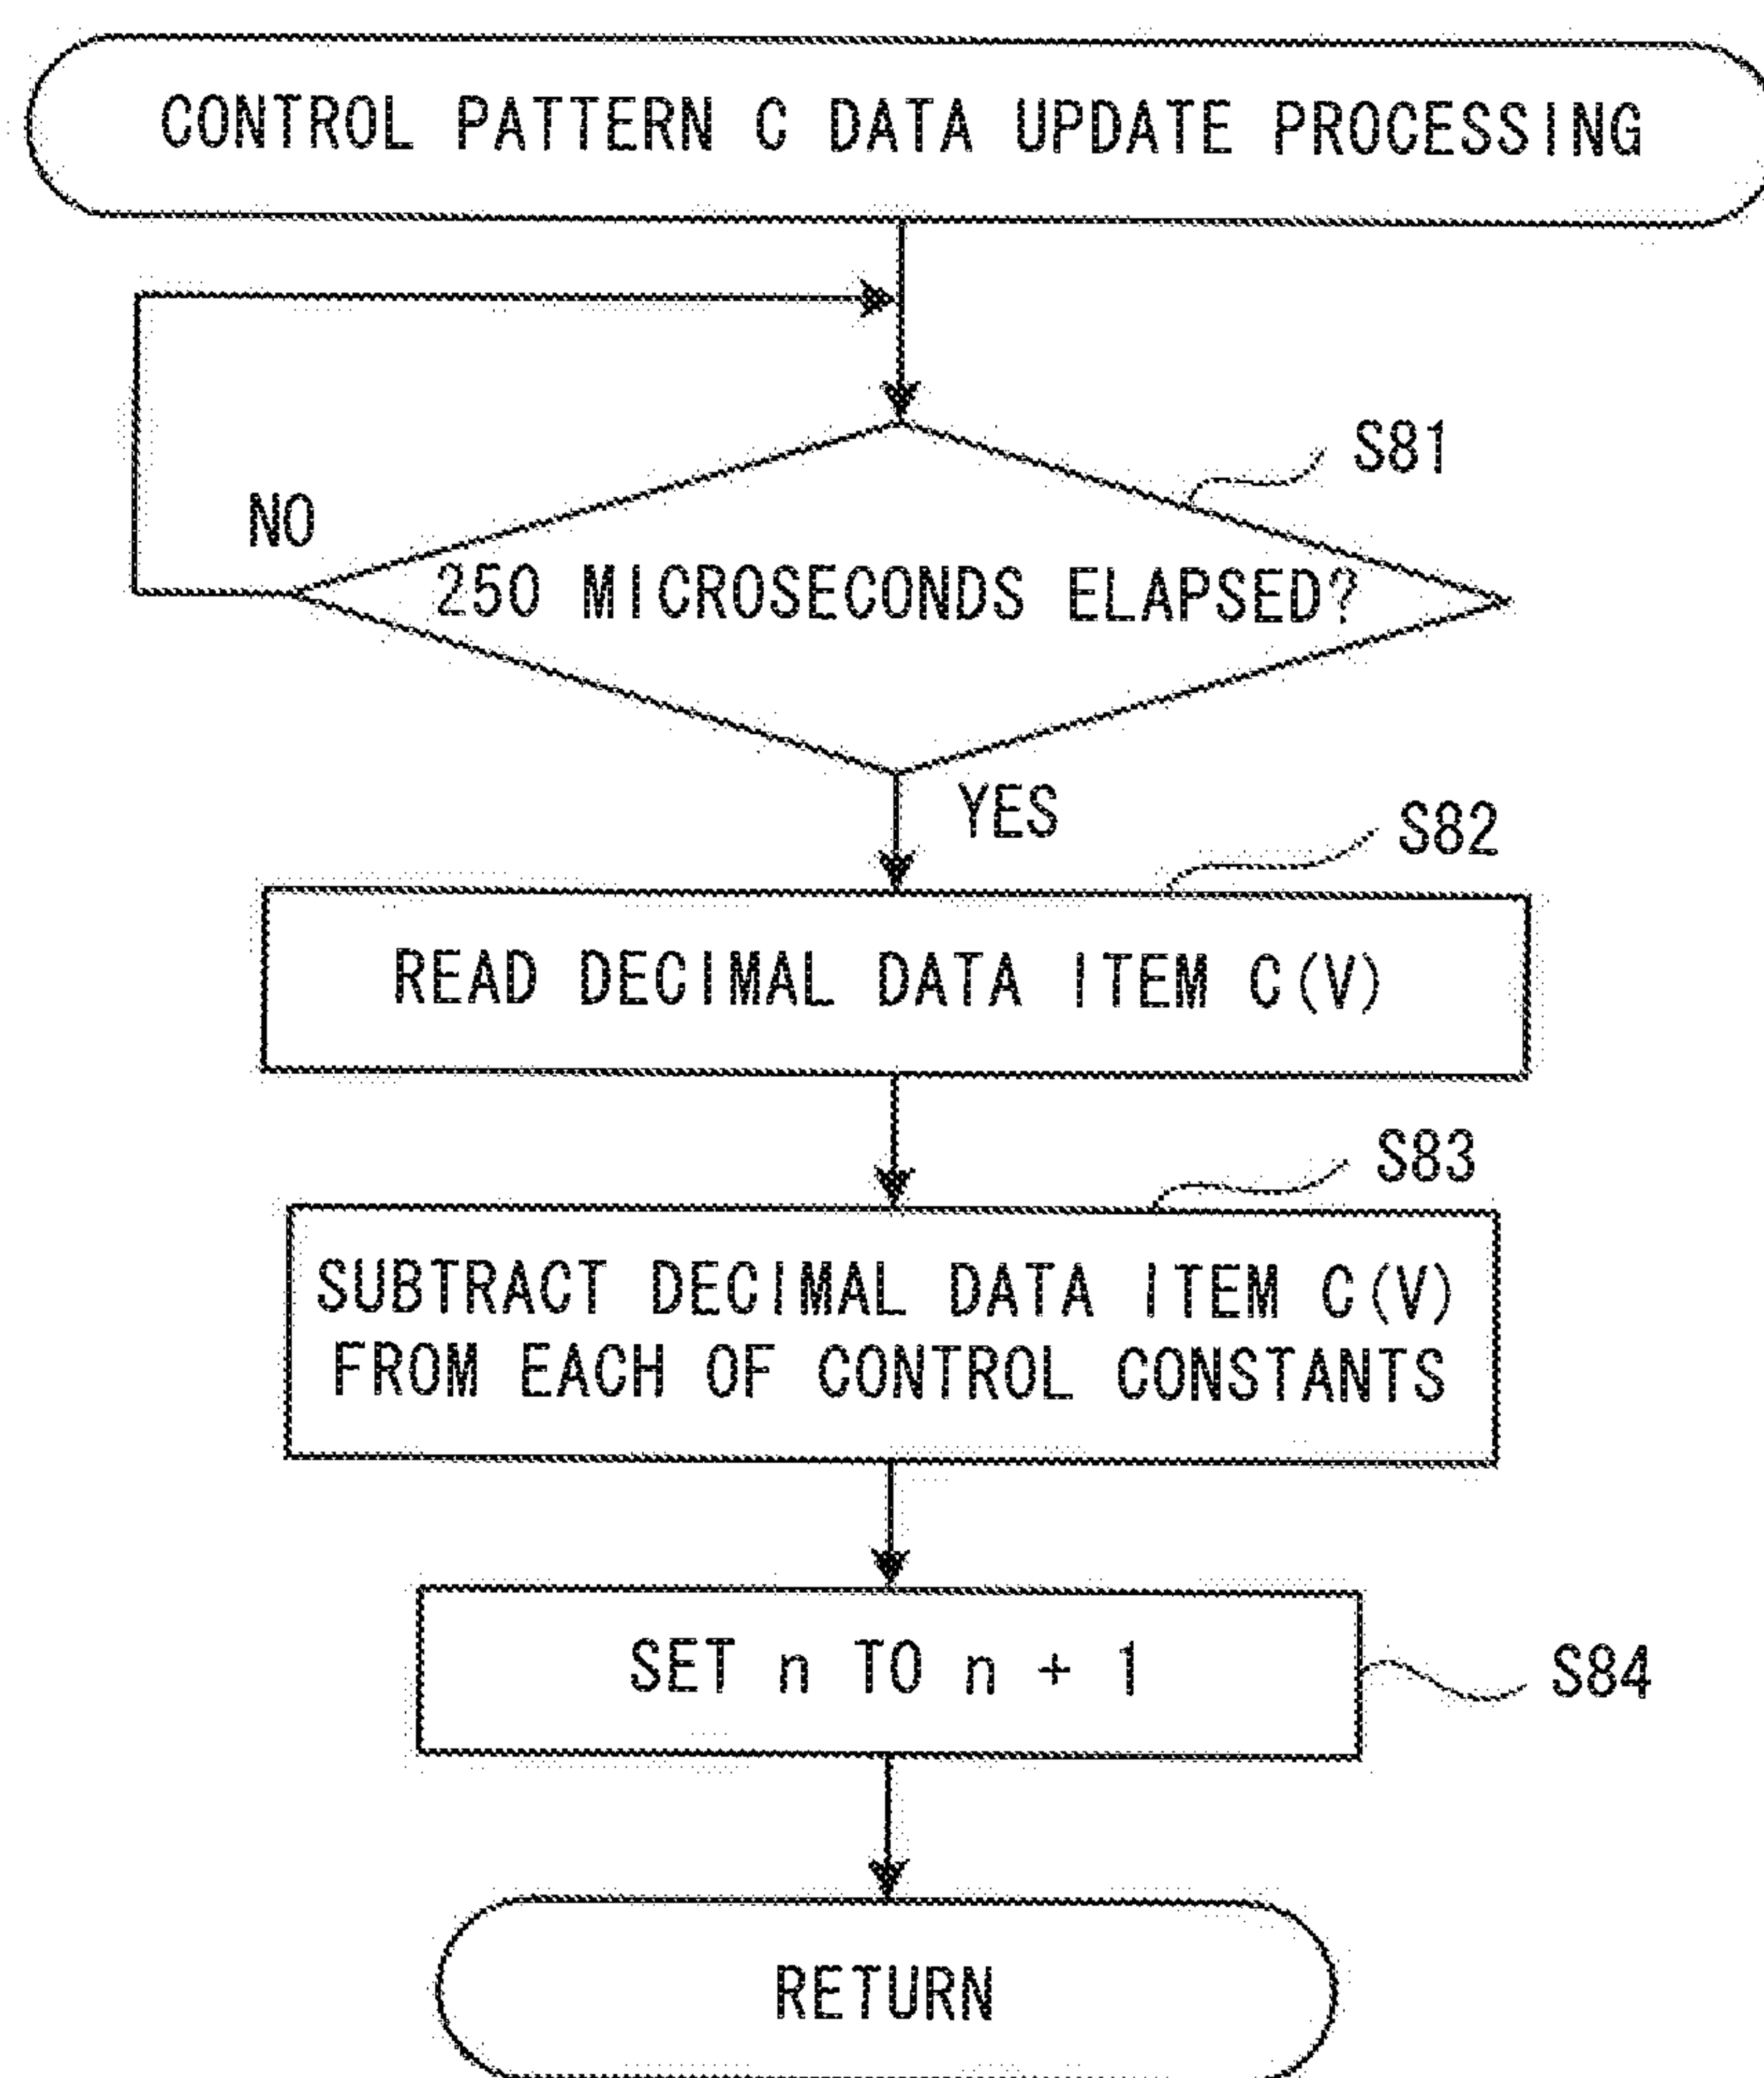 CONTROL PATTERN C DATA UPDATE PROCESSING
S81
NO
250 MICROSECONDS ELAPSED?
YES
S82
READ DECIMAL DATA ITEM C(V)
S83
SUBTRACT DECIMAL DATA ITEM C(V)
FROM EACH OF CONTROL CONSTANTS
SET n TO n + 1
S84
RETURN